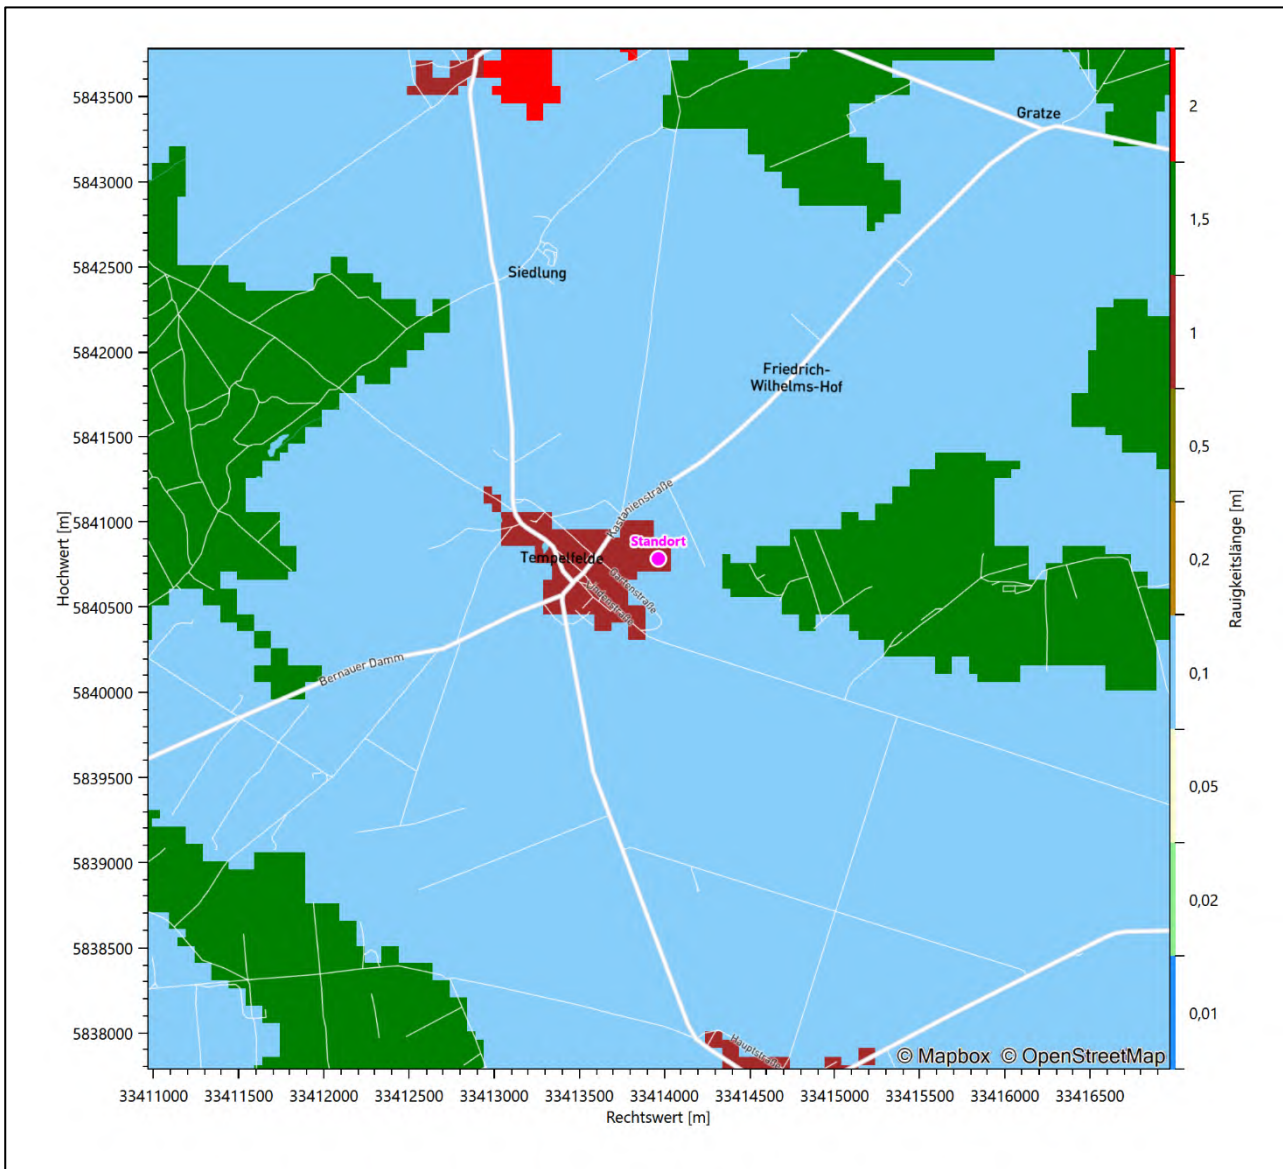 5843500
5843000
5842500
5842000
5841500
5841000
5840500
5840000
5839500
5839000
5838500
5838000
Hochwert [m]
Gratze
Siedlung
Friedrich-
Wilhelms-Hof
Kastanienstraße
Standort
Tempelfelde
Gartenstraße
Lindenstraße
Bernauer Damm
Hauptstraße
© Mapbox © OpenStreetMap
33411000 33411500 33412000 33412500 33413000 33413500 33414000 33414500 33415000 33415500 33416000 33416500
Rechtswert [m]
2
1,5
1
0,5
0,2
0,1
0,05
0,02
0,01
Rauigkeitslänge [m]